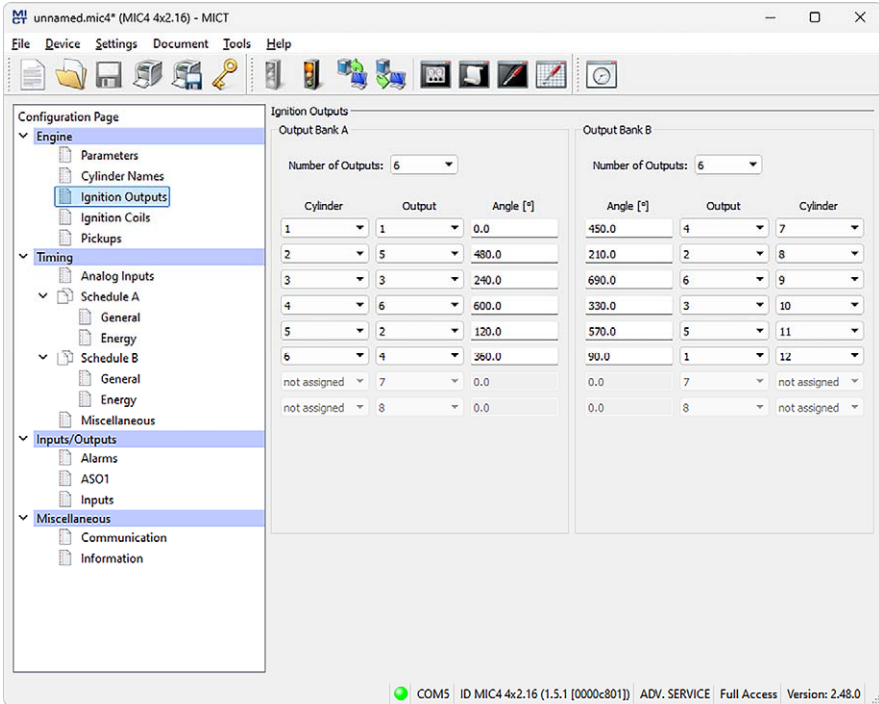 MICT unnamed.mic4* (MIC4 4x2.16) - MICT
File Device Settings Document Tools Help
Configuration Page
Engine
Parameters
Cylinder Names
Ignition Outputs
Ignition Coils
Pickups
Timing
Analog Inputs
Schedule A
General
Energy
Schedule B
General
Energy
Miscellaneous
Inputs/Outputs
Alarms
ASO1
Inputs
Miscellaneous
Communication
Information
Ignition Outputs
Output Bank A
Number of Outputs: 6
Cylinder Output Angle [°]
1 1 0.0
2 5 480.0
3 3 240.0
4 6 600.0
5 2 120.0
6 4 360.0
not assigned 7 0.0
not assigned 8 0.0
Output Bank B
Number of Outputs: 6
Angle [°] Output Cylinder
450.0 4 7
210.0 2 8
690.0 6 9
330.0 3 10
570.0 5 11
90.0 1 12
0.0 7 not assigned
0.0 8 not assigned
COM5 ID MIC4 4x2.16 (1.5.1 [0000c801]) ADV. SERVICE Full Access Version: 2.48.0